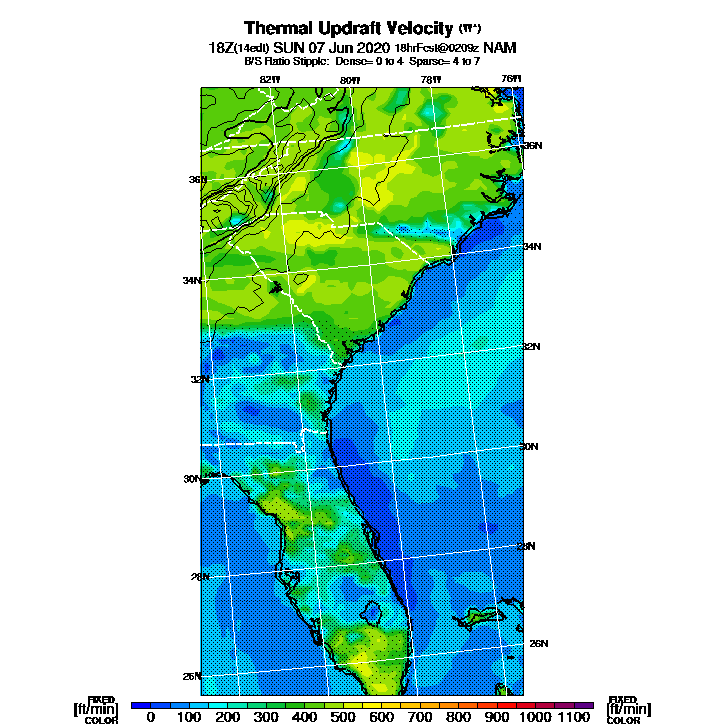 Thermal Updraft Velocity (W*)
18Z(14edt) SUN 07 Jun 2020 18hrFcst@0209z NAM
B/S Ratio Stipple: Dense= 0 to 4 Sparse= 4 to 7
82W 80W 78W 76W
36N
36N
34N
34N
32N
32N
30N
30N
28N
28N
26N
26N
FIXED FIXED
[ft/min] 0 100 200 300 400 500 600 700 800 900 1000 1100 [ft/min]
COLOR COLOR